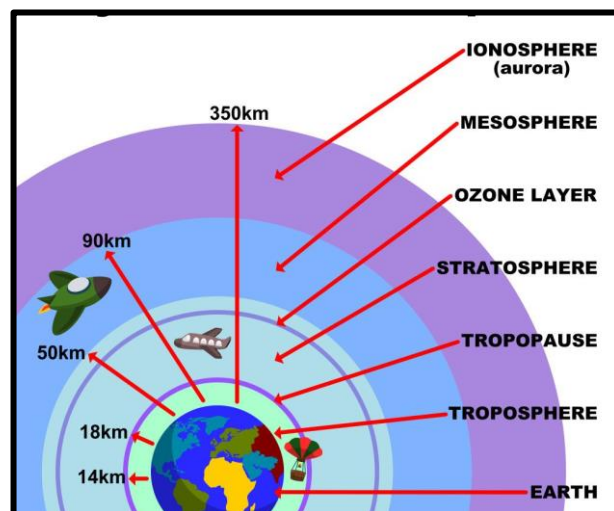 IONOSPHERE
(aurora)
350km
MESOSPHERE
OZONE LAYER
90km
STRATOSPHERE
TROPOPAUSE
50km
TROPOSPHERE
18km
14km
EARTH